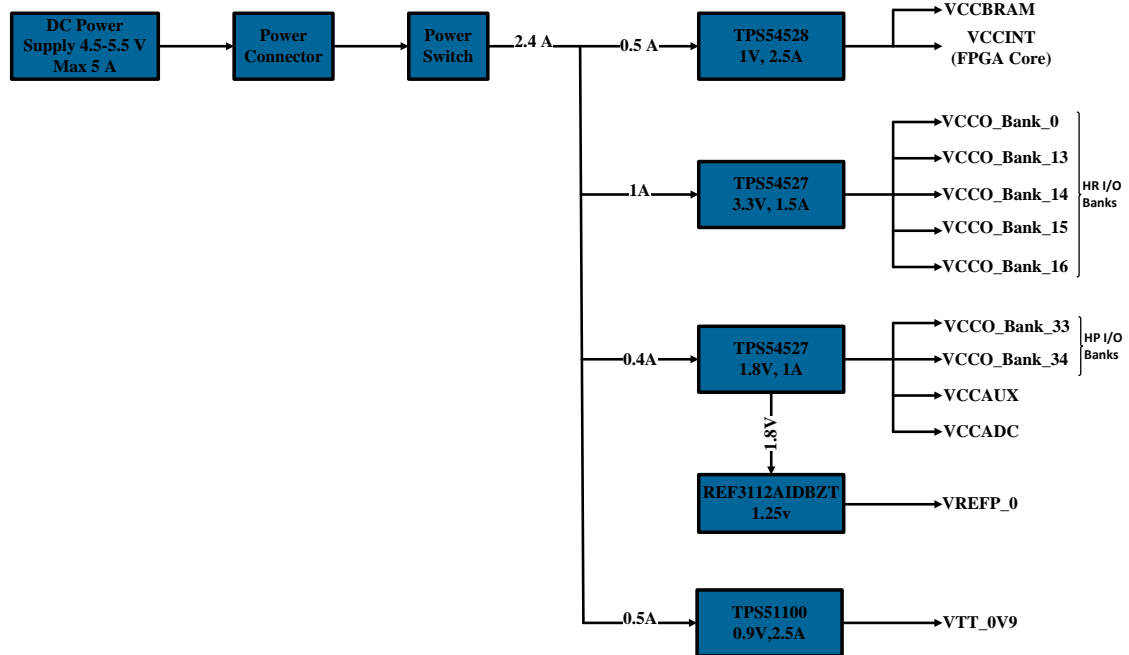 DC Power
Supply 4.5-5.5 V
Max 5 A
Power
Connector
Power
Switch
2.4 A
0.5 A
TPS54528
1V, 2.5A
VCCBRAM
VCCINT
(FPGA Core)
1A
TPS54527
3.3V, 1.5A
VCCO_Bank_0
VCCO_Bank_13
VCCO_Bank_14
VCCO_Bank_15
VCCO_Bank_16
HR I/O
Banks
0.4A
TPS54527
1.8V, 1A
VCCO_Bank_33
VCCO_Bank_34
HP I/O
Banks
VCCAUX
VCCADC
1.8V
REF3112AIDBZT
1.25v
VREFP_0
0.5A
TPS51100
0.9V,2.5A
VTT_0V9